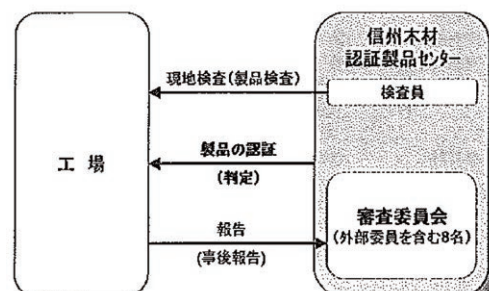 信州木材
認証製品センター
検査員
現地検査(製品検査)
工場
製品の認証
(判定)
審査委員会
(外部委員を含む8名)
報告
(事後報告)